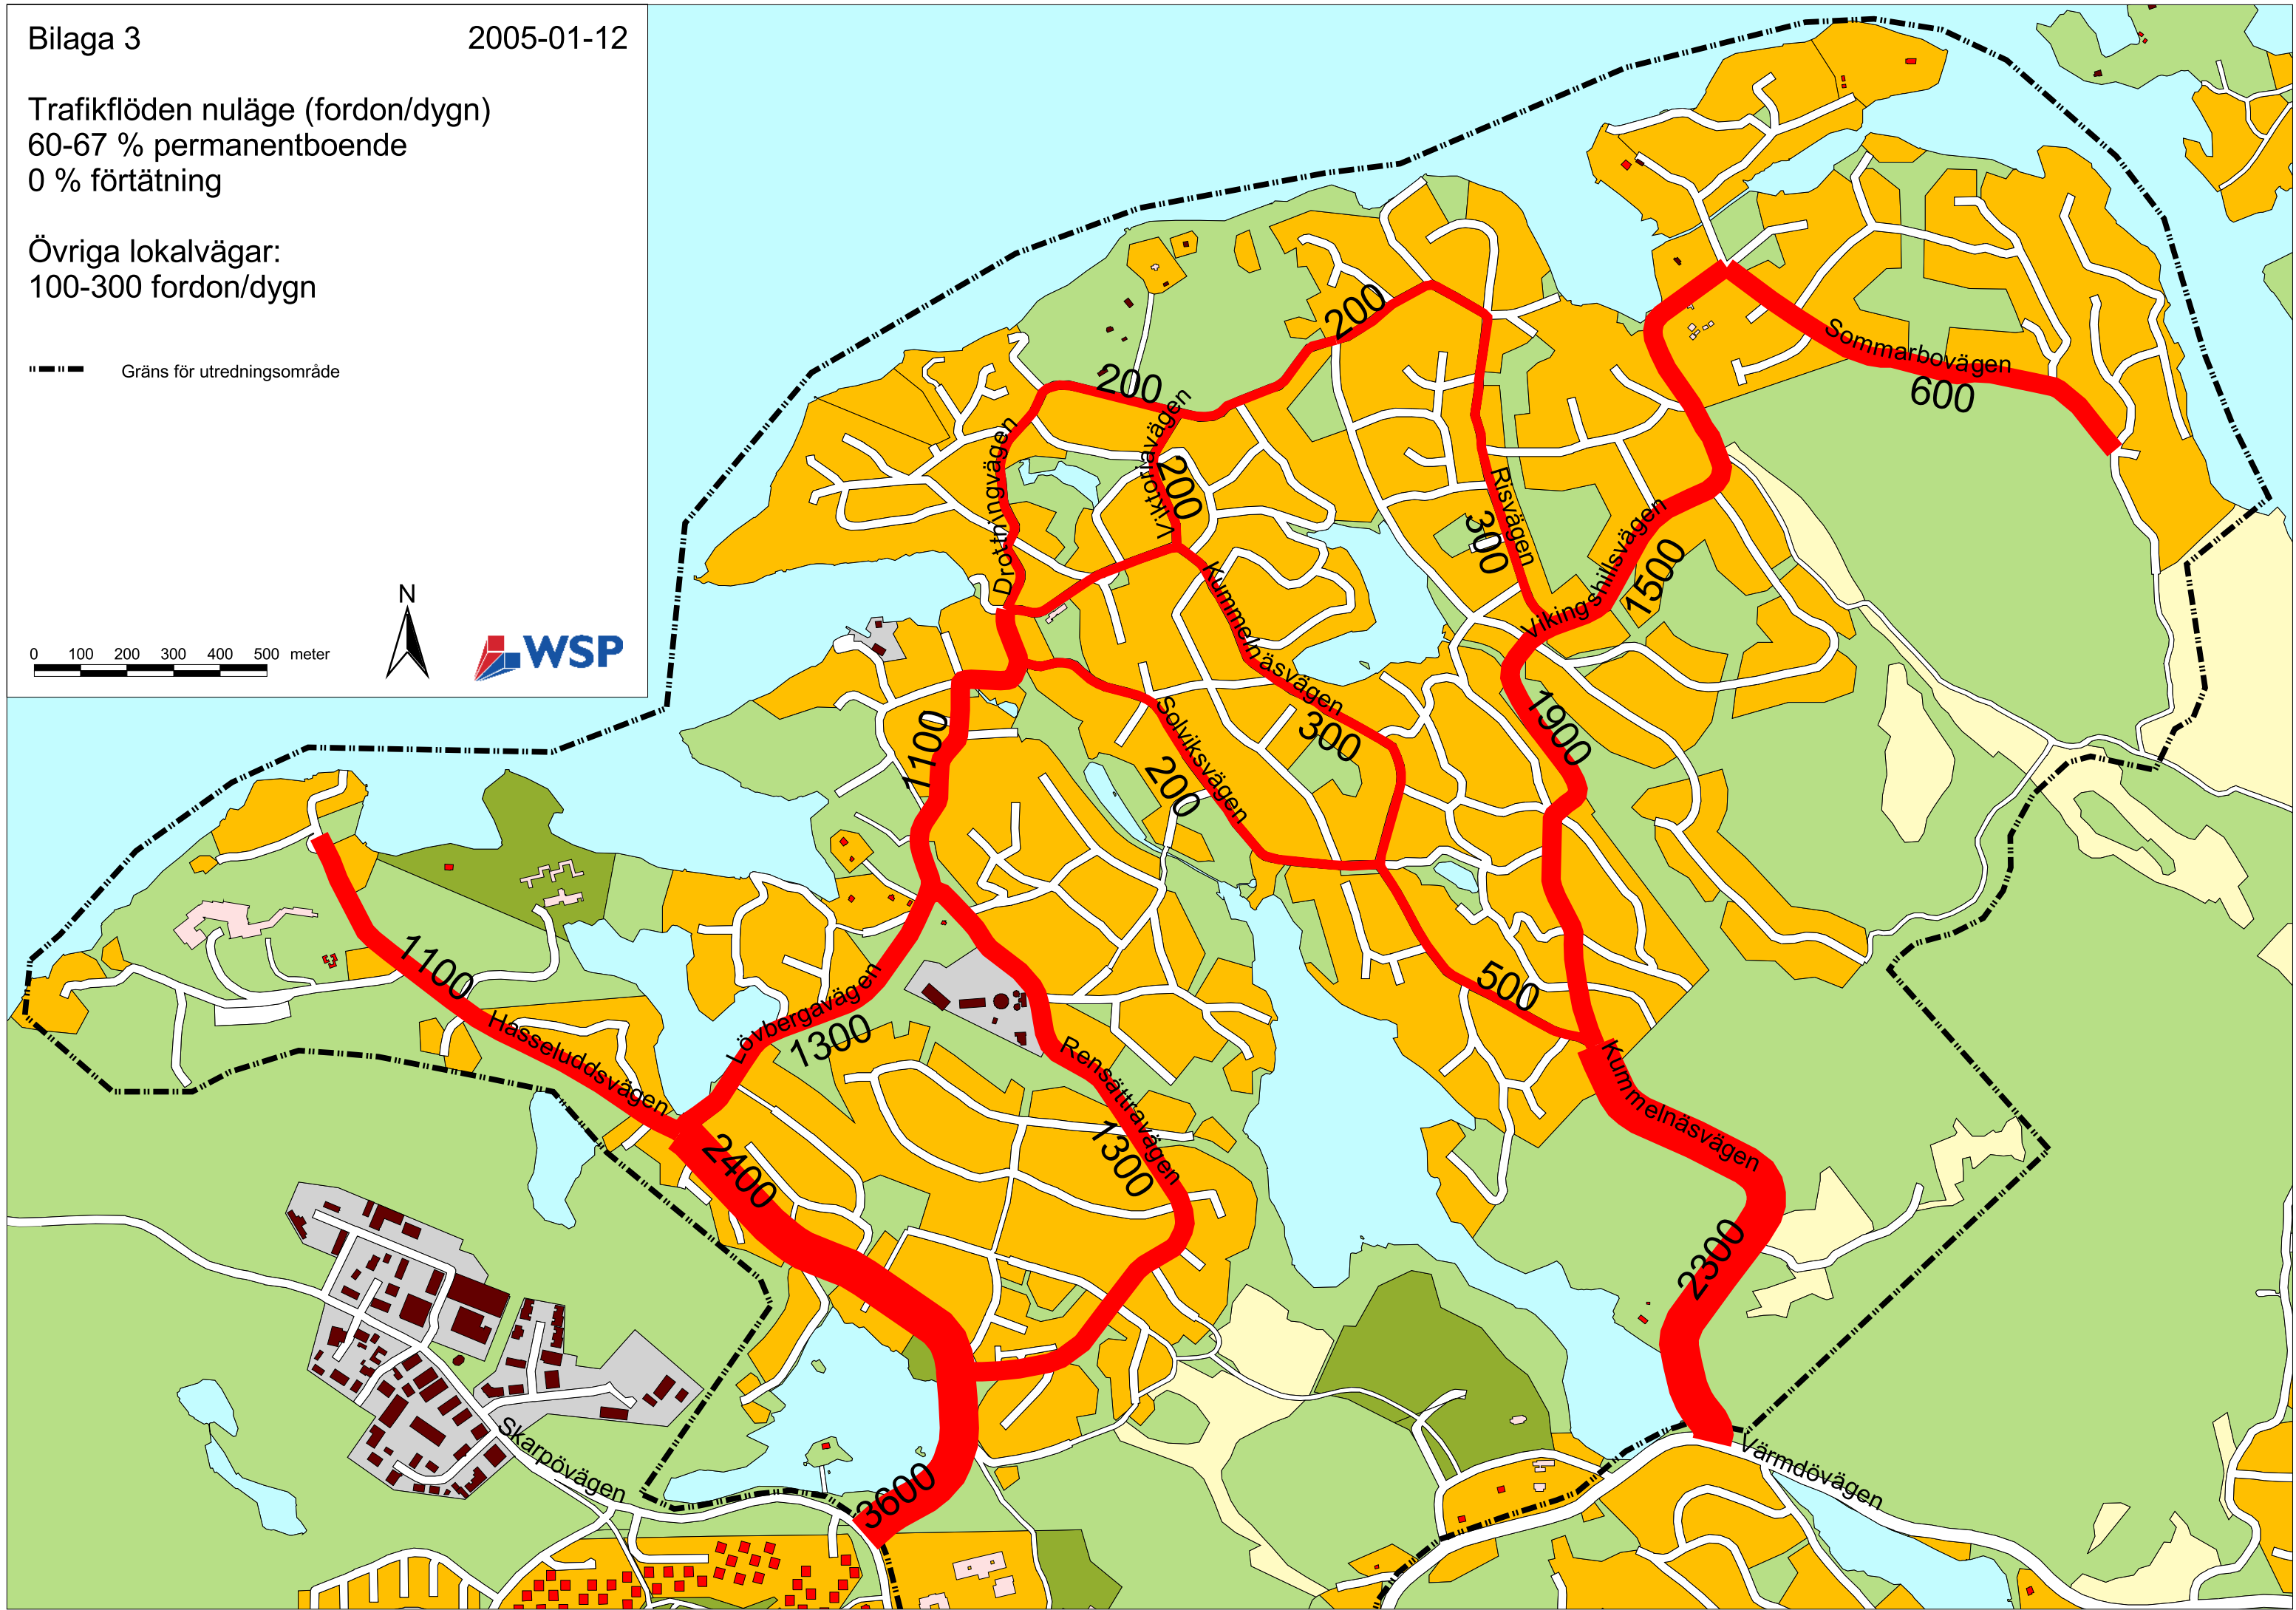 Bilaga 3
2005-01-12
Trafikflöden nuläge (fordon/dygn)
60-67 % permanentboende
0 % förtätning
Övriga lokalvägar:
100-300 fordon/dygn
Gräns för utredningsområde
N
0 100 200 300 400 500 meter
WSP
200
200
Sommarbovägen
600
Drottningvägen
Viktoriavägen
200
Risvägen
300
Vikingshillsvägen
1500
Kummelnäsvägen
300
1900
Solviksvägen
200
1100
1100
Hasseluddsvägen
Lövbergavägen
1300
500
Rensättravägen
1300
Kummelnäsvägen
2400
2300
3600
Skarpövägen
Värmdövägen